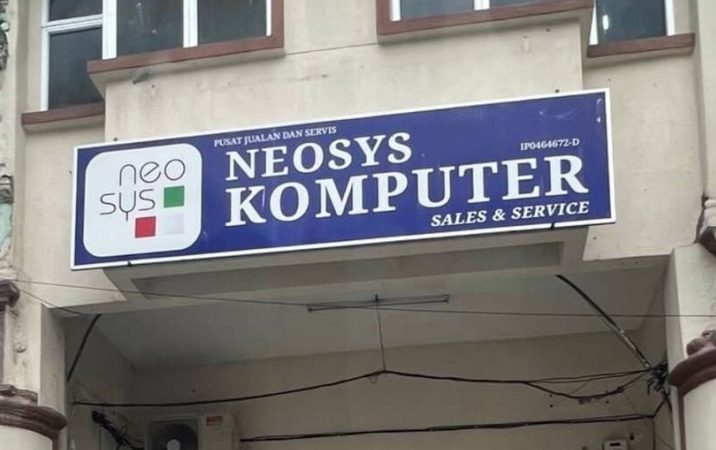 neo
sys
PUSAT JUALAN DAN SERVIS
IP0464672-D
NEOSYS
KOMPUTER
SALES & SERVICE